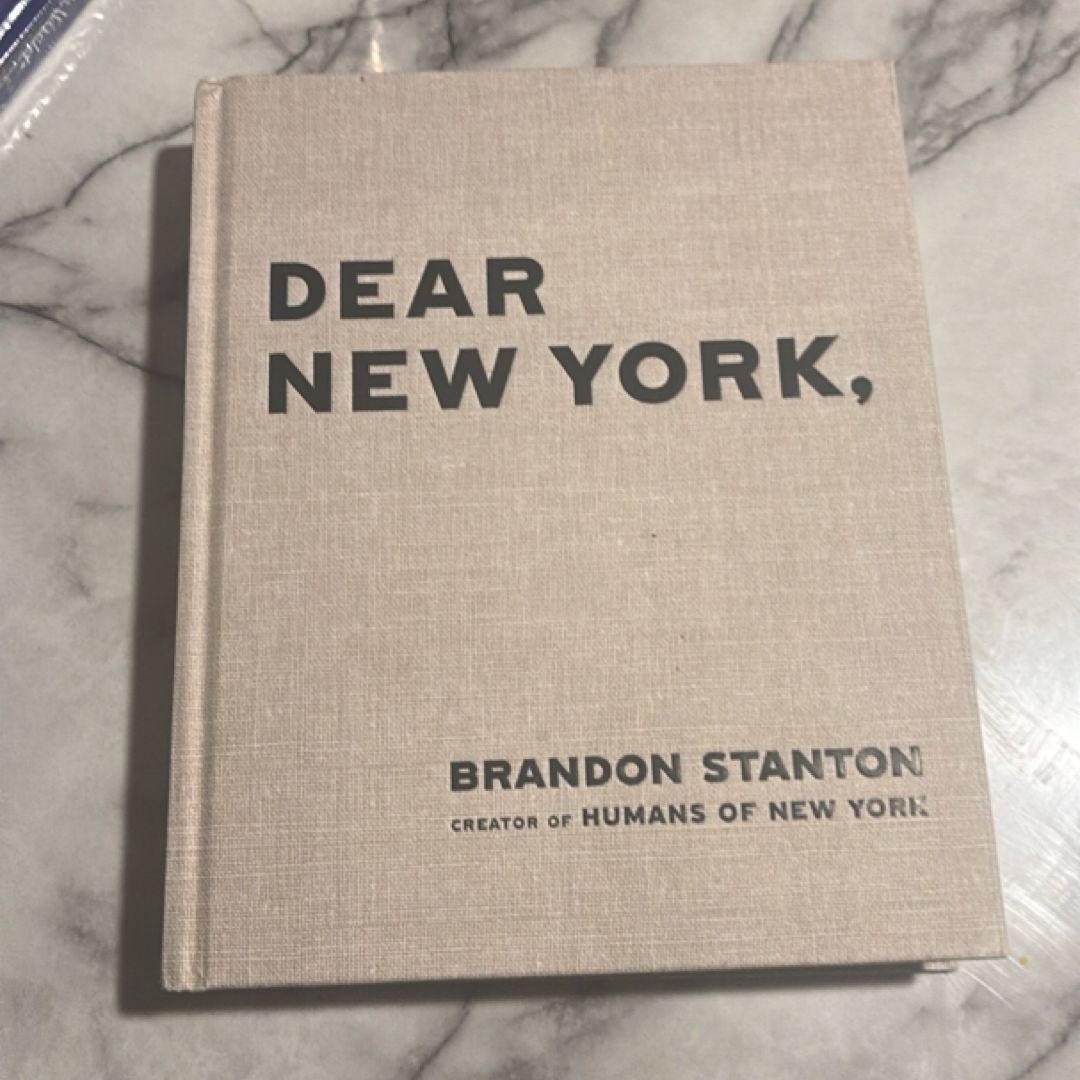 DEAR
NEW YORK,
BRANDON STANTON
CREATOR OF HUMANS OF NEW YORK